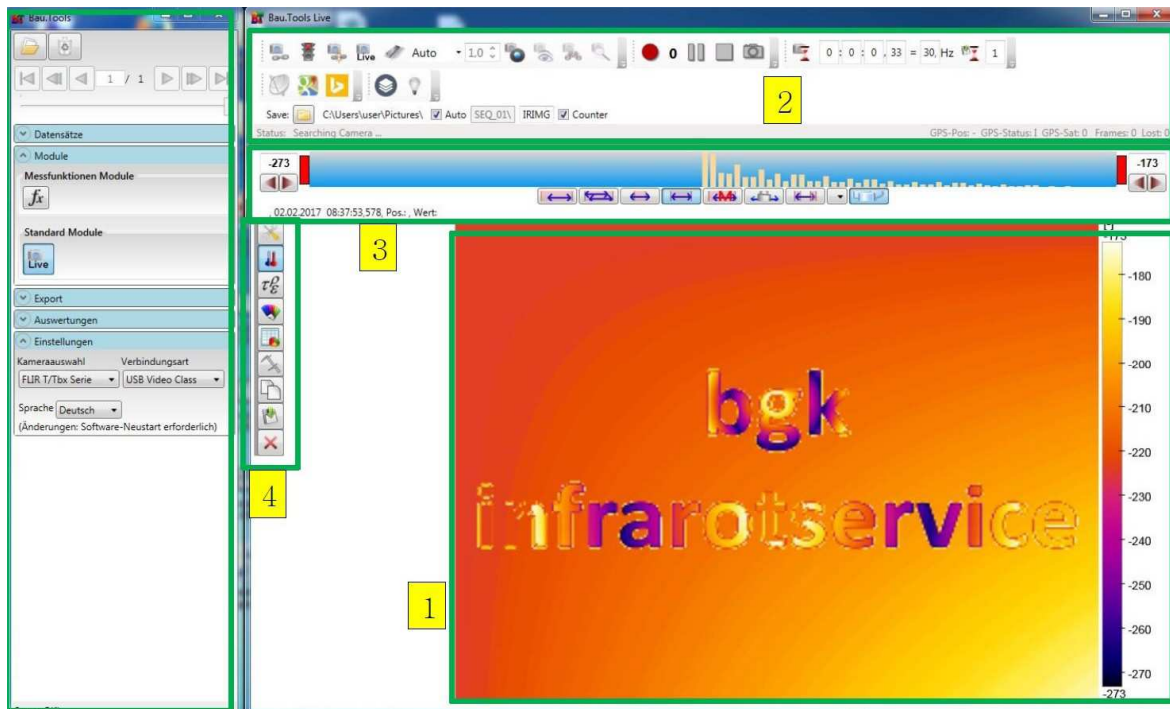 Bau.Tools
1 / 1
Datensätze
Module
Messfunktionen Module
fx
Standard Module
Live
Export
Auswertungen
Einstellungen
Kameraauswahl Verbindungsart
FLIR T/Tbx Serie USB Video Class
Sprache Deutsch
(Änderungen: Software-Neustart erforderlich)
Bau.Tools Live
Live Auto 1.0 0 0 : 0 : 0 , 33 = 30, Hz 1
2
Save: C:\Users\user\Pictures\ Auto SEQ_01\ IRIMG Counter
Status: Searching Camera ... GPS-Pos: - GPS-Status: I GPS-Sat: 0 Frames: 0 Lost: 0
-273 -173
, 02.02.2017 08:37:53,578, Pos.: , Wert:
3
4
1
bgk
infrarotservice
-173
-180
-190
-200
-210
-220
-230
-240
-250
-260
-270
-273